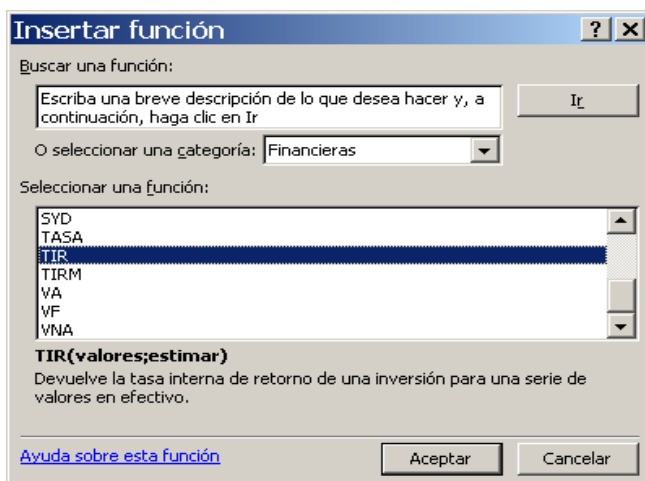 Insertar función
Buscar una función:
Escriba una breve descripción de lo que desea hacer y, a
continuación, haga clic en Ir
Ir
O seleccionar una categoría: Financieras
Seleccionar una función:
SYD
TASA
TIR
TIRM
VA
VF
VNA
TIR(valores;estimar)
Devuelve la tasa interna de retorno de una inversión para una serie de
valores en efectivo.
Ayuda sobre esta función
Aceptar
Cancelar